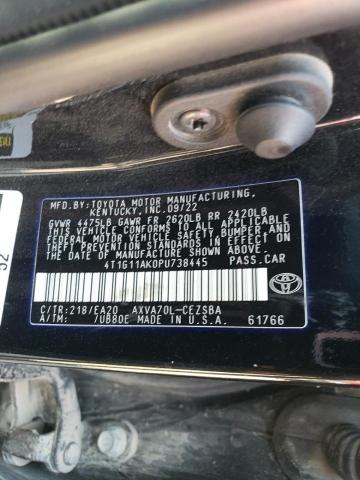 MFD.BY:TOYOTA MOTOR MANUFACTURING,
KENTUCKY,INC.09/22
GVWR 4475LB GAWR FR 2620LB RR 2420LB
THIS VEHICLE CONFORMS TO ALL APPLICABLE
FEDERAL MOTOR VEHICLE SAFETY, BUMPER, AND
THEFT PREVENTION STANDARDS IN EFFECT ON THE
DATE OF MANUFACTURE SHOWN ABOVE.
4T1G11AK0PU738445 PASS.CAR
C/TR:218/EA20 AXVA70L-CEZSBA
A/TM: /UB80E MADE IN U.S.A. 61766
TOYOTA
52